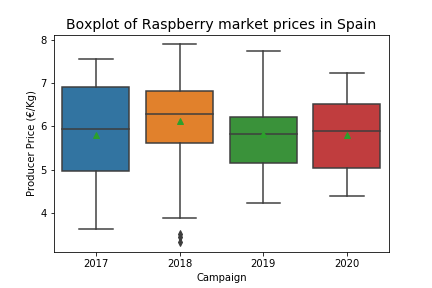 Boxplot of Raspberry market prices in Spain
8
7
6
5
4
Producer Price (€/Kg)
2017 2018 2019 2020
Campaign